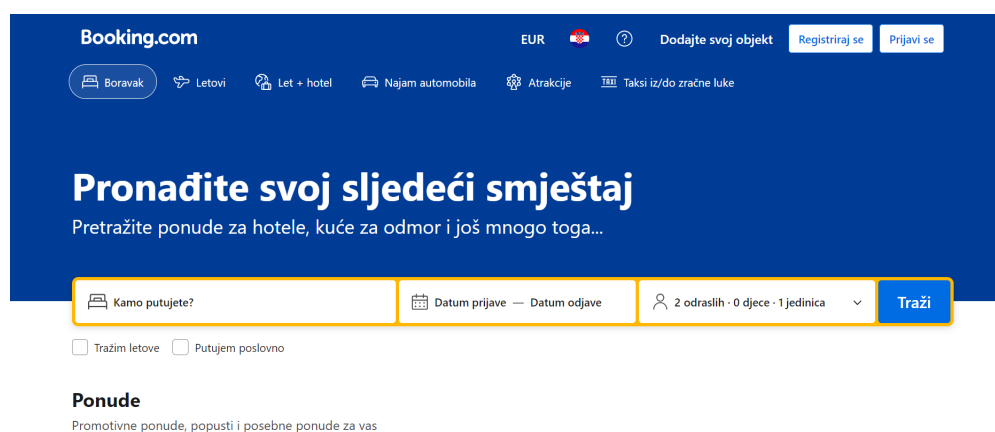 Booking.com EUR Dodajte svoj objekt Registriraj se Prijavi se
Boravak Letovi Let + hotel Najam automobila Atrakcije TAXI Taksi iz/do zračne luke
Pronađite svoj sljedeći smještaj
Pretražite ponude za hotele, kuće za odmor i još mnogo toga...
Kamo putujete? Datum prijave — Datum odjave 2 odraslih · 0 djece · 1 jedinica Traži
Tražim letove Putujem poslovno
Ponude
Promotivne ponude, popusti i posebne ponude za vas